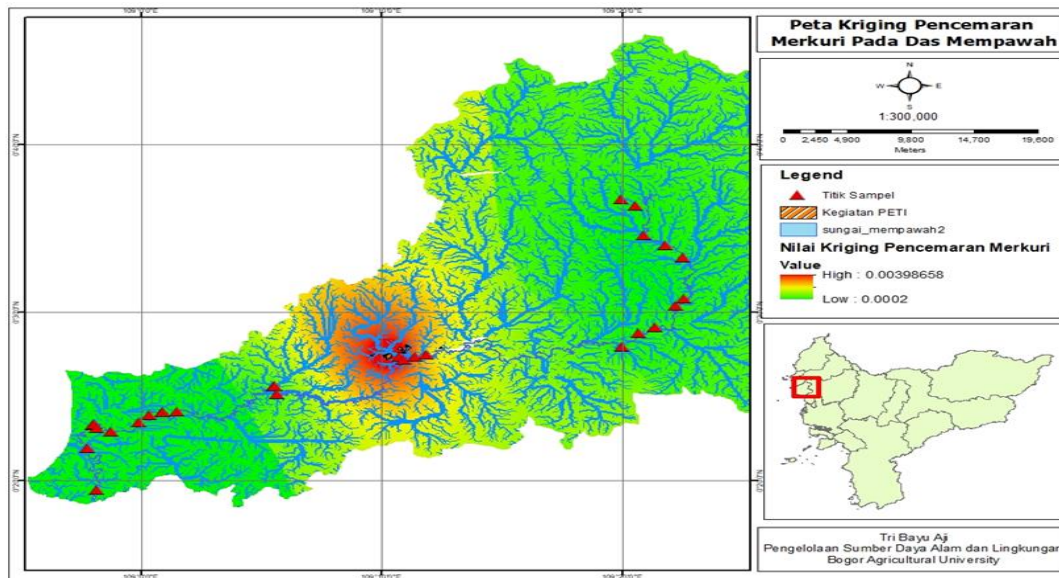 Peta Kriging Pencemaran
Merkuri Pada Das Mempawah
N
W E
S
1:300,000
0 2,450 4,900 9,800 14,700 19,600
Meters
Legend
Titik Sampel
Kegiatan PETI
sungai_mempawah2
Nilai Kriging Pencemaran Merkuri
Value
High : 0.00398658
Low : 0.0002
Tri Bayu Aji
Pengelolaan Sumber Daya Alam dan Lingkungan
Bogor Agricultural University